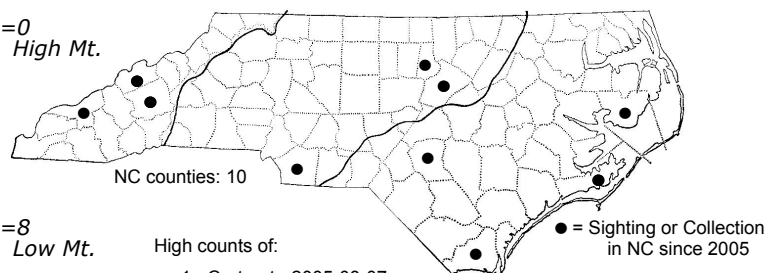 =0
High Mt.
NC counties: 10
=8
Low Mt.
High counts of:
● = Sighting or Collection
in NC since 2005